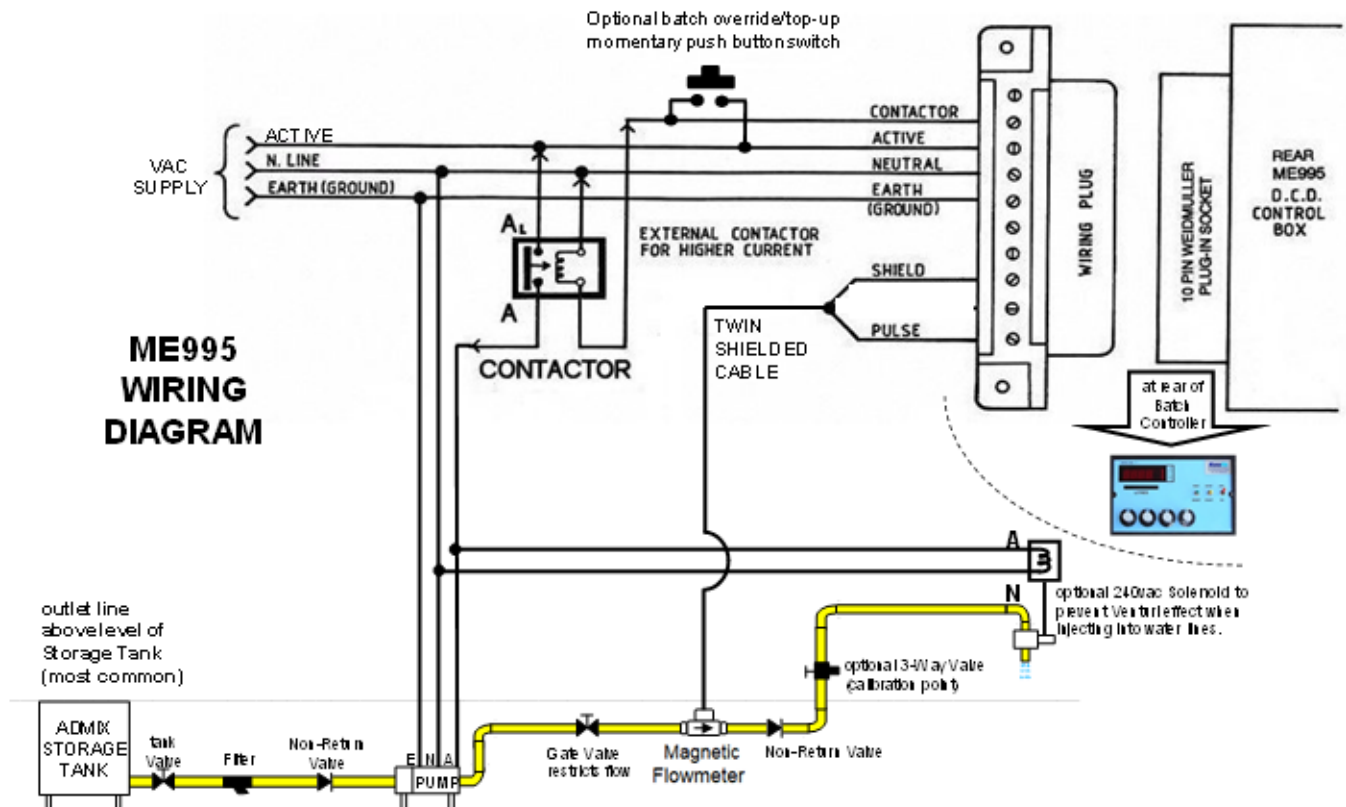 Optional batch override/top-up
momentary push buttonswitch
VAC
SUPPLY
ACTIVE
N. LINE
EARTH (GROUND)
CONTACTOR
ACTIVE
NEUTRAL
EARTH
(GROUND)
SHIELD
PULSE
WIRING PLUG
10 PIN WEIDMULLER
PLUG-IN SOCKET
REAR
ME995
D.C.D.
CONTROL
BOX
A1
A
EXTERNAL CONTACTOR
FOR HIGHER CURRENT
CONTACTOR
TWIN
SHIELDED
CABLE
ME995
WIRING
DIAGRAM
at rear of
Batch
Controller
A
N
optional 240vac Solenoid to
prevent Venturi effect when
injecting into water lines.
outlet line
above level of
Storage Tank
(most common)
optional 3-Way Valve
(calibration point)
ADMIX
STORAGE
TANK
tank
Valve
Filter
Non-Return
Valve
E N A
PUMP
Gate Valve
restricts flow
Magnetic
Flowmeter
Non-Return Valve